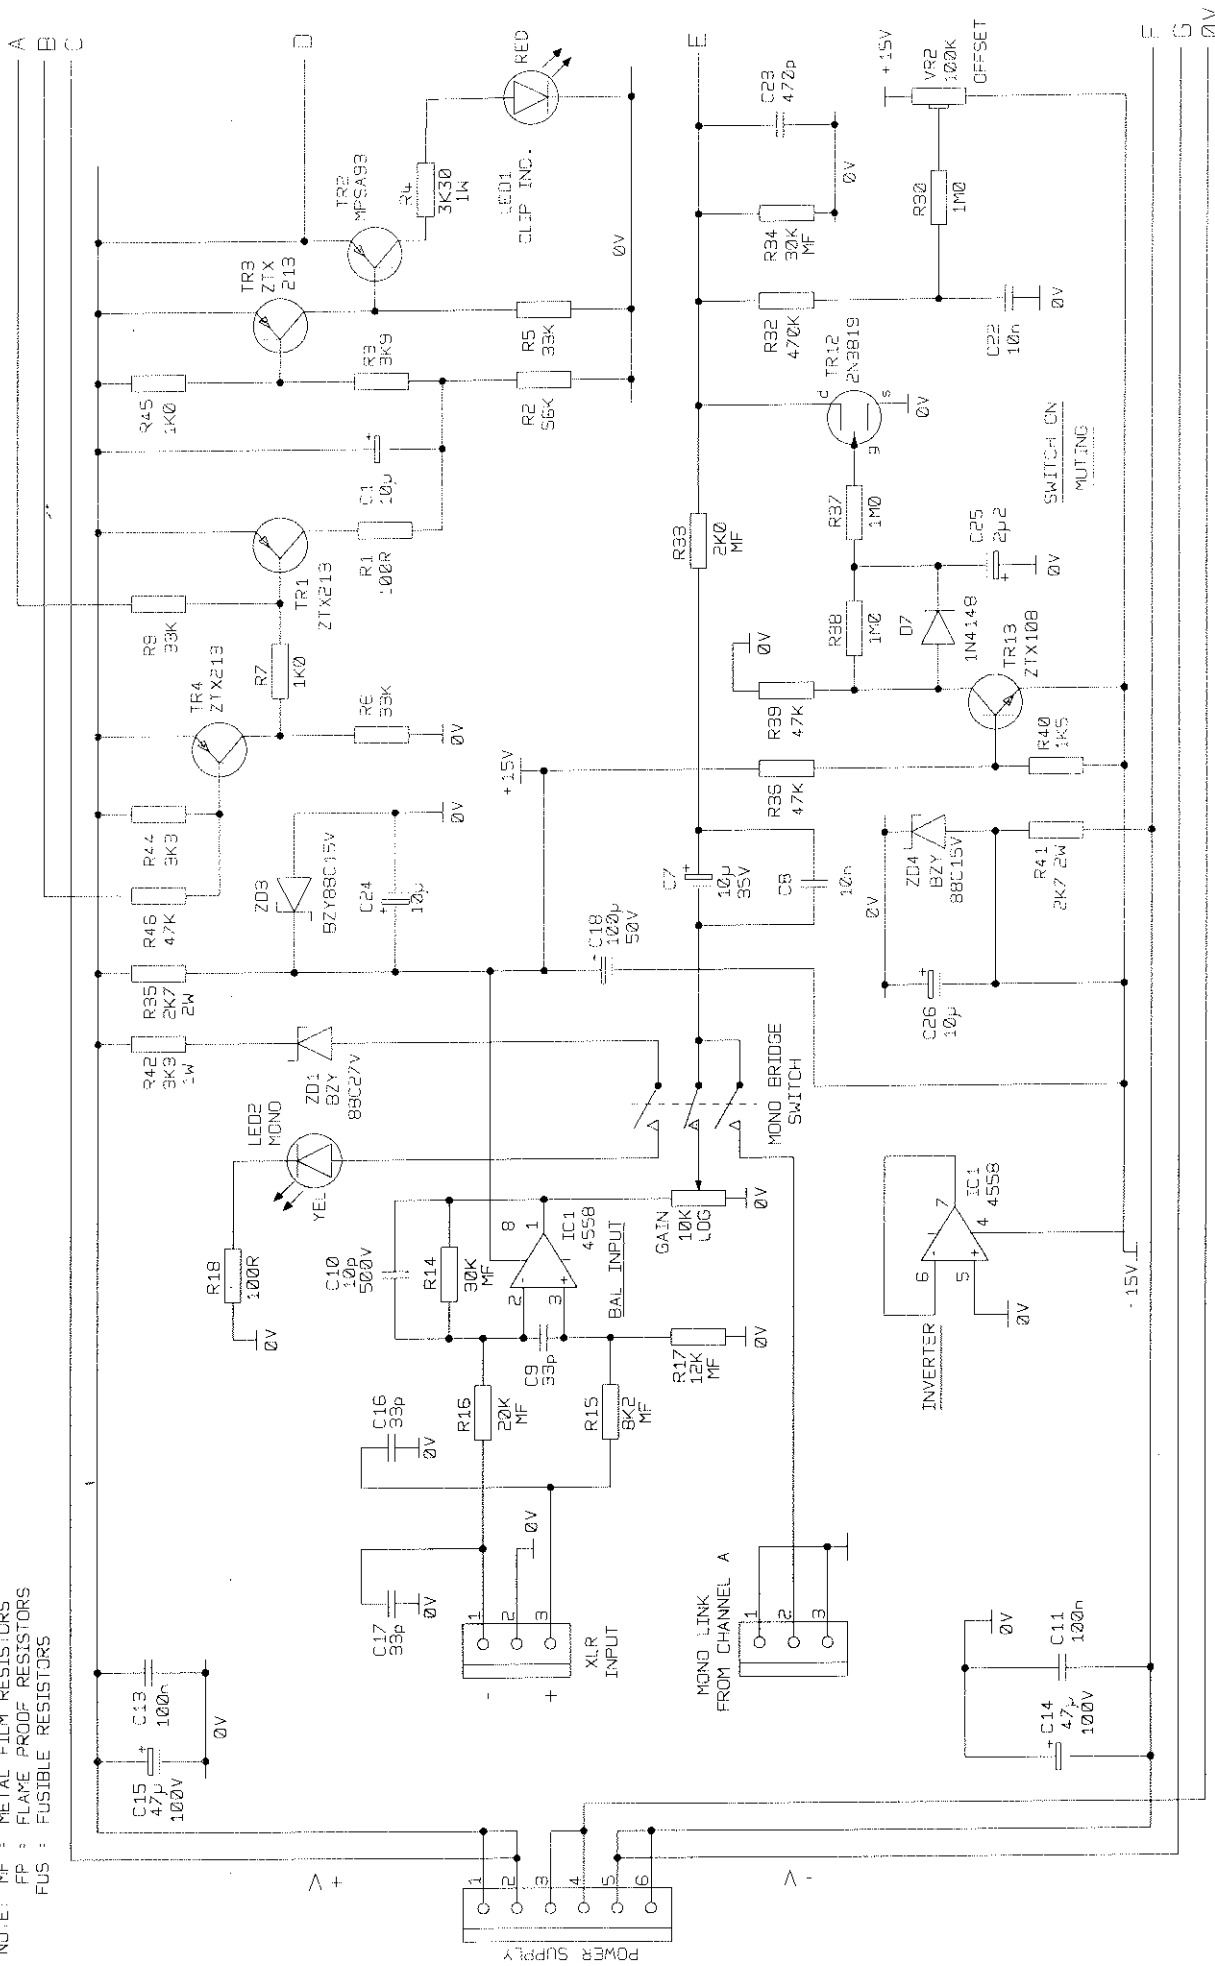 NOTE: MF : METAL FILM RESISTORS
FP : FLAME PROOF RESISTORS
FUS : FUSIBLE RESISTORS
A
B
C
D
E
F
G
0V
POWER SUPPLY
1
2
3
4
5
6
+V
-V
C15
47µ
100V
+
C13
100n
0V
C17
33p
0V
C16
33p
0V
XLR
INPUT
-
+
1
2
3
0V
MONO LINK
FROM CHANNEL A
1
2
3
C14
47µ
100V
+
C11
100n
0V
R18
100R
0V
LED2
MONO
YEL
R16
20K
MF
R15
8K2
MF
C9
33p
R17
12K
MF
0V
C10
10p
500V
R14
30K
MF
2
3
8
1
-
+
IC1
4558
BAL INPUT
GAIN
10K
LOG
0V
INVERTER
6
5
7
4
-
+
IC1
4558
0V
-15V
MONO BRIDGE
SWITCH
R42
3K3
1W
ZD1
BZY
88C27V
R35
2K7
2W
R46
47K
R44
3K3
ZD3
BZY88C15V
C24
10µ
+
0V
C18
100µ
50V
+
+15V
TR4
ZTX213
R7
1K0
R6
33K
0V
R9
33K
TR1
ZTX213
R1
100R
C1
10µ
+
R45
1K0
R3
3K9
R2
56K
TR3
ZTX
213
R5
33K
TR2
MPSA93
R4
3K30
1W
LED1
CLIP IND.
RED
0V
C7
10µ
35V
+
C8
10n
R33
2K0
MF
C26
10µ
+
0V
ZD4
BZY
88C15V
R41
2K7 2W
R36
47K
R39
47K
0V
R40
1K5
TR13
ZTX108
D7
1N4148
R38
1M0
R37
1M0
C25
2µ2
+
0V
TR12
2N3819
d
g
s
0V
SWITCH ON
MUTING
R32
470K
R34
30K
MF
C23
470p
0V
C22
10n
0V
R30
1M0
+15V
VR2
100K
OFFSET